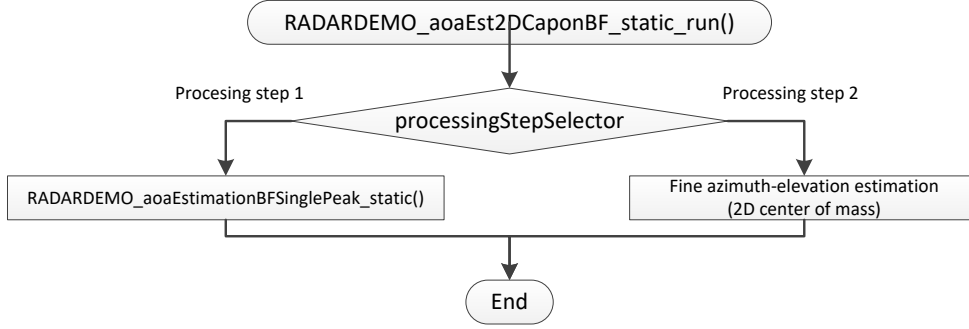 RADARDEMO_aoaEst2DCaponBF_static_run()
Procesing step 1
Processing step 2
processingStepSelector
RADARDEMO_aoaEstimationBFSinglePeak_static()
Fine azimuth-elevation estimation
(2D center of mass)
End